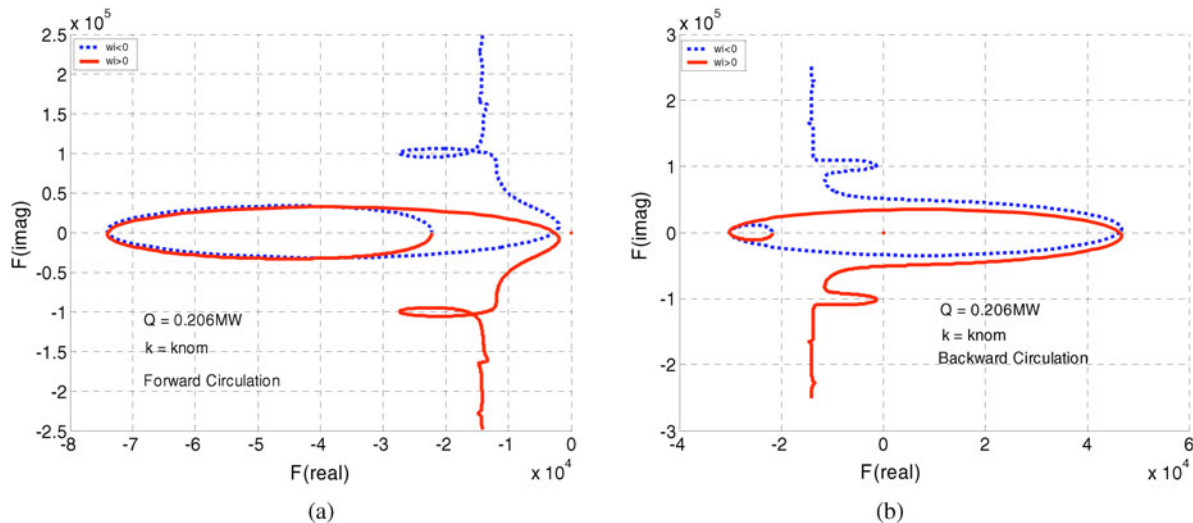 x 10^5
2.5
2
1.5
1
0.5
0
-0.5
-1
-1.5
-2
-2.5
F(imag)
wi<0
wi>0
Q = 0.206MW
k = knom
Forward Circulation
-8 -7 -6 -5 -4 -3 -2 -1 0
x 10^4
F(real)
(a)
x 10^5
3
2
1
0
-1
-2
-3
F(imag)
wi<0
wi>0
Q = 0.206MW
k = knom
Backward Circulation
-4 -2 0 2 4 6
x 10^4
F(real)
(b)